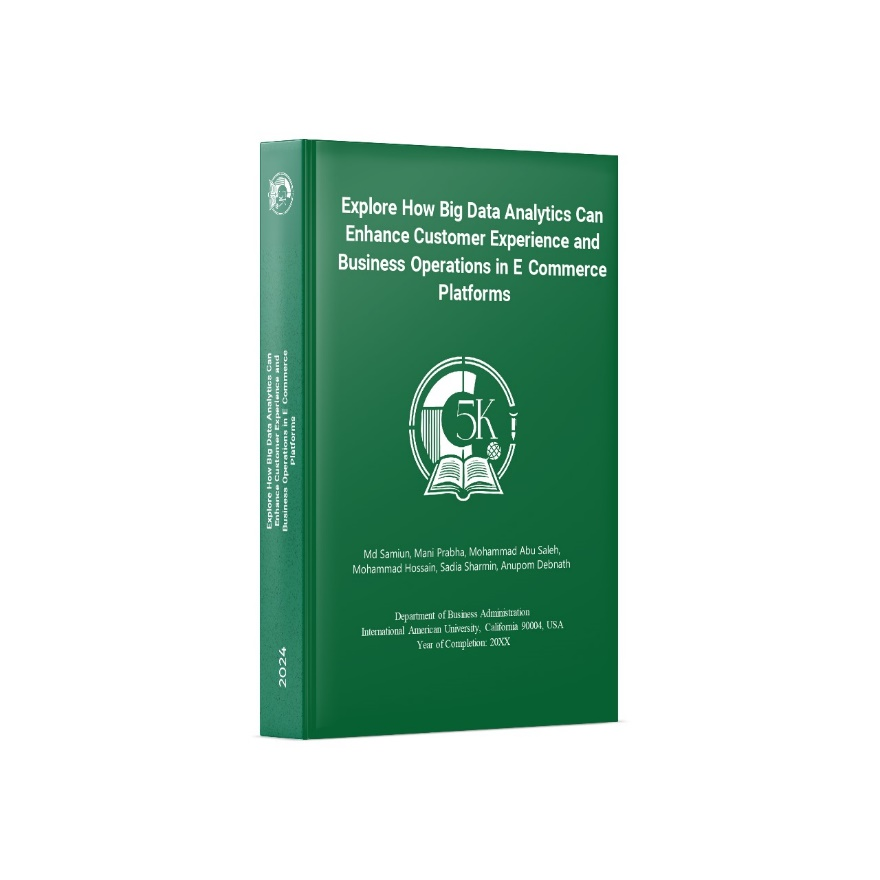 Explore How Big Data Analytics Can
Enhance Customer Experience and
Business Operations in E Commerce
Platforms
5K
Md Samiun, Mani Prabha, Mohammad Abu Saleh,
Mohammad Hossain, Sadia Sharmin, Anupom Debnath
Department of Business Administration
International American University, California 90004, USA
Year of Completion: 20XX
Explore How Big Data Analytics Can
Enhance Customer Experience and
Business Operations in E Commerce
Platforms
2024